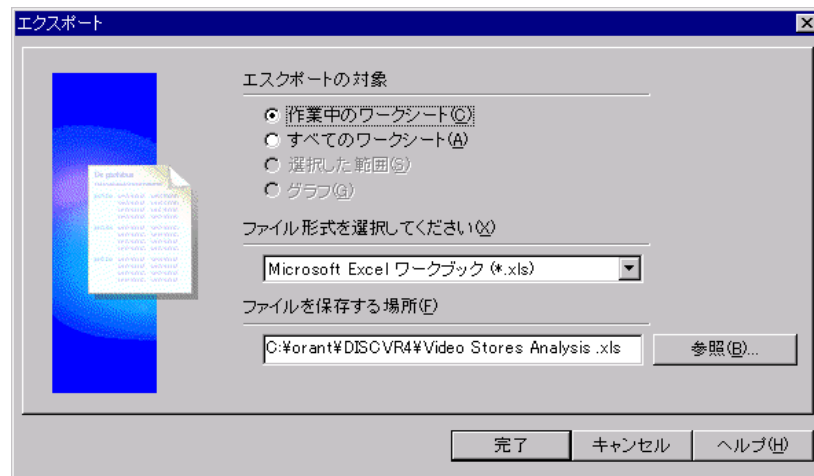 エクスポート
エスクポートの対象
作業中のワークシート(C)
すべてのワークシート(A)
選択した範囲(S)
グラフ(G)
ファイル形式を選択してください(X)
Microsoft Excel ワークブック (*.xls)
ファイルを保存する場所(F)
C:¥orant¥DISCVR4¥Video Stores Analysis .xls
参照(B)...
完了
キャンセル
ヘルプ(H)